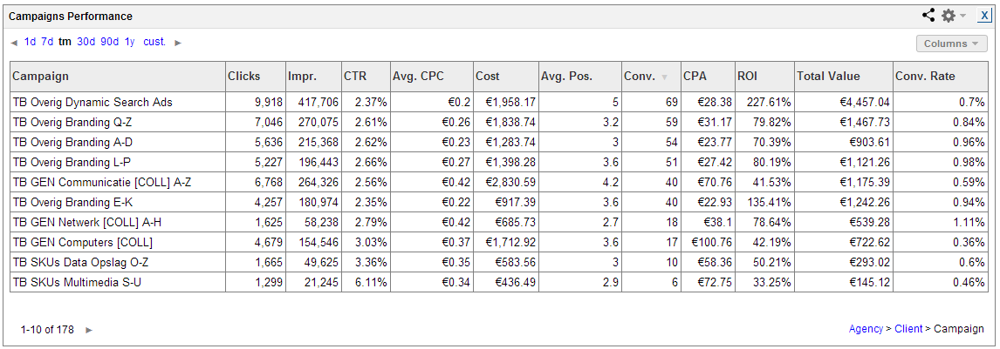 Campaigns Performance X
1d 7d tm 30d 90d 1y cust.
Columns
Campaign Clicks Impr. CTR Avg. CPC Cost Avg. Pos. Conv. CPA ROI Total Value Conv. Rate
TB Overig Dynamic Search Ads 9,918 417,706 2.37% €0.2 €1,958.17 5 69 €28.38 227.61% €4,457.04 0.7%
TB Overig Branding Q-Z 7,046 270,075 2.61% €0.26 €1,838.74 3.2 59 €31.17 79.82% €1,467.73 0.84%
TB Overig Branding A-D 5,636 215,368 2.62% €0.23 €1,283.74 3 54 €23.77 70.39% €903.61 0.96%
TB Overig Branding L-P 5,227 196,443 2.66% €0.27 €1,398.28 3.6 51 €27.42 80.19% €1,121.26 0.98%
TB GEN Communicatie [COLL] A-Z 6,768 264,326 2.56% €0.42 €2,830.59 4.2 40 €70.76 41.53% €1,175.39 0.59%
TB Overig Branding E-K 4,257 180,974 2.35% €0.22 €917.39 3.6 40 €22.93 135.41% €1,242.26 0.94%
TB GEN Netwerk [COLL] A-H 1,625 58,238 2.79% €0.42 €685.73 2.7 18 €38.1 78.64% €539.28 1.11%
TB GEN Computers [COLL] 4,679 154,546 3.03% €0.37 €1,712.92 3.6 17 €100.76 42.19% €722.62 0.36%
TB SKUs Data Opslag O-Z 1,665 49,625 3.36% €0.35 €583.56 3 10 €58.36 50.21% €293.02 0.6%
TB SKUs Multimedia S-U 1,299 21,245 6.11% €0.34 €436.49 2.9 6 €72.75 33.25% €145.12 0.46%
1-10 of 178
Agency > Client > Campaign